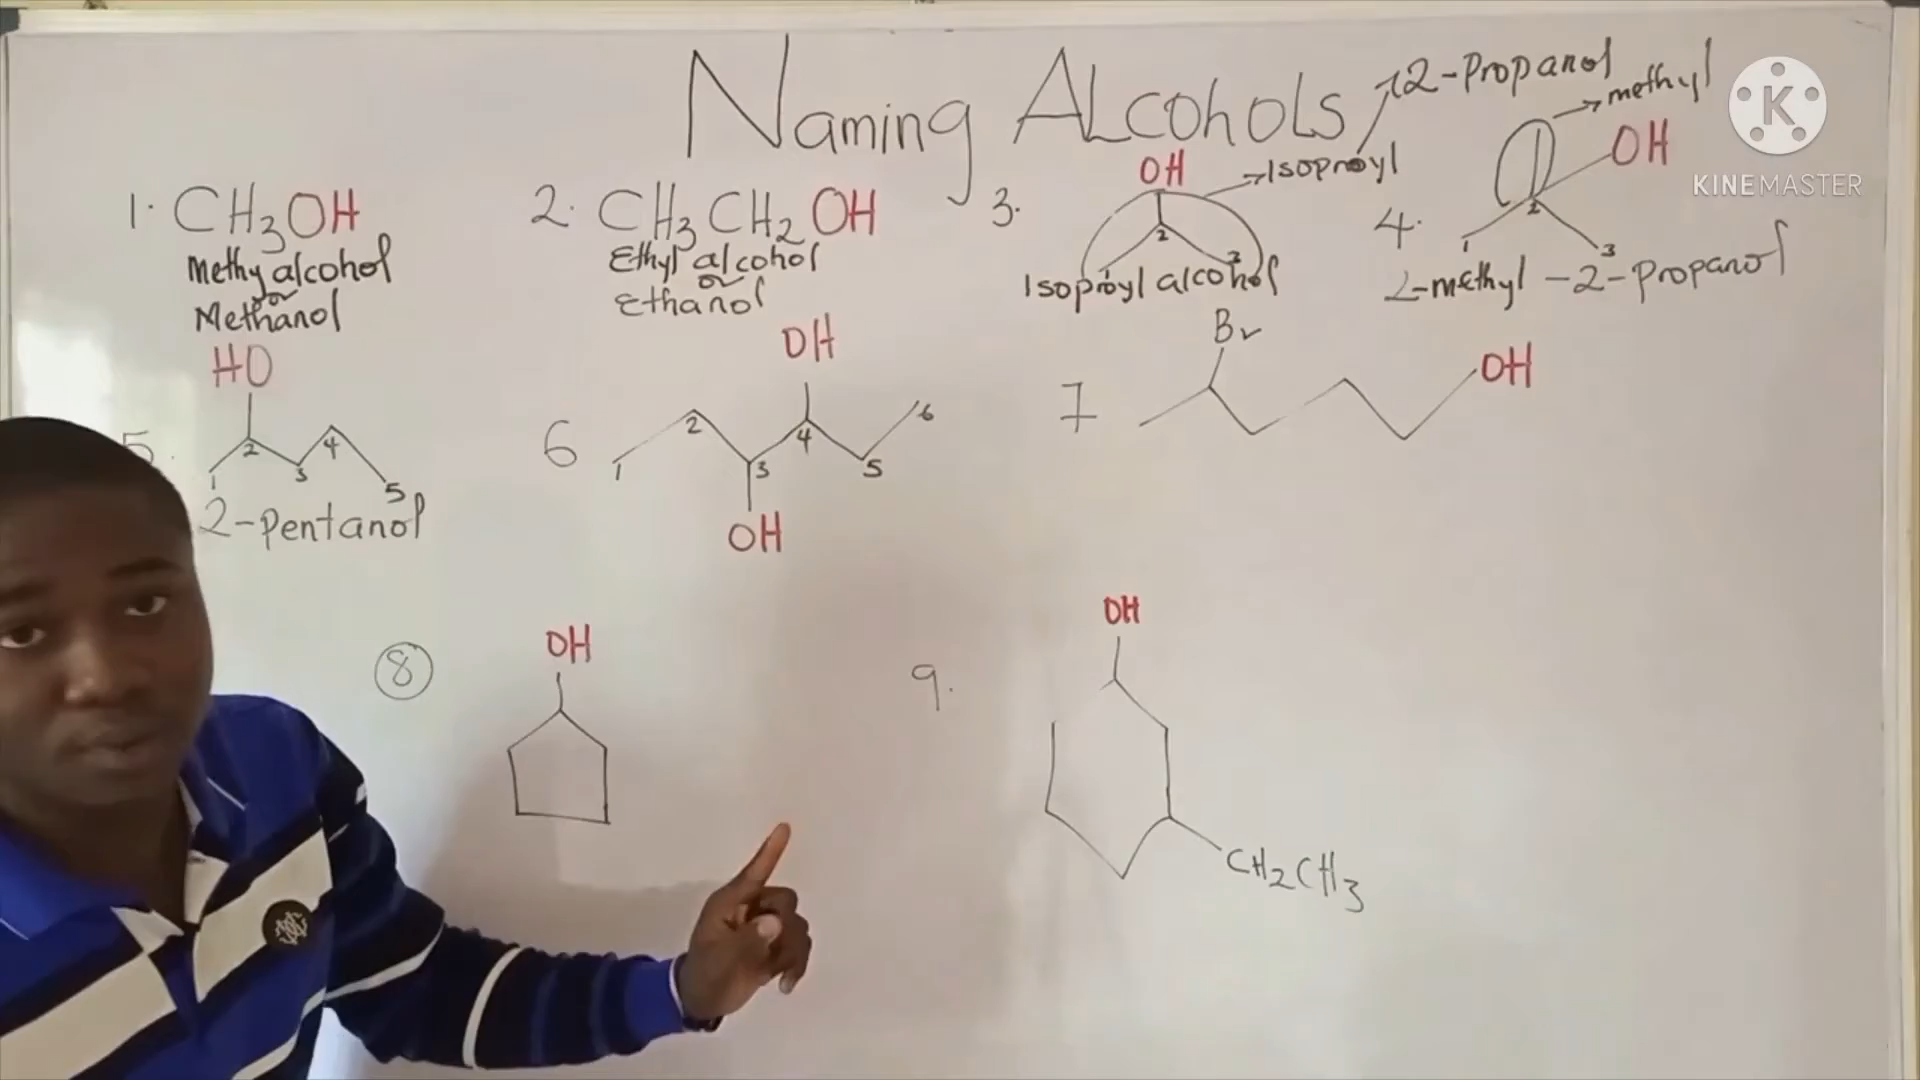 Naming ALcohols
2-Propanol
methyl
KINEMASTER
1. CH3OH
Methyalcohol
or
Methanol
2. CH3CH2OH
Ethyl alcohol
or
Ethanol
3.
OH
Isoproyl
2
3
Isoproyl alcohol
4.
OH
2
1
3
2-methyl-2-propanol
5.
HO
1 2 3 4 5
2-pentanol
6
OH
1 2 3 4 5 6
OH
7
Br
OH
8
OH
9.
OH
CH2CH3